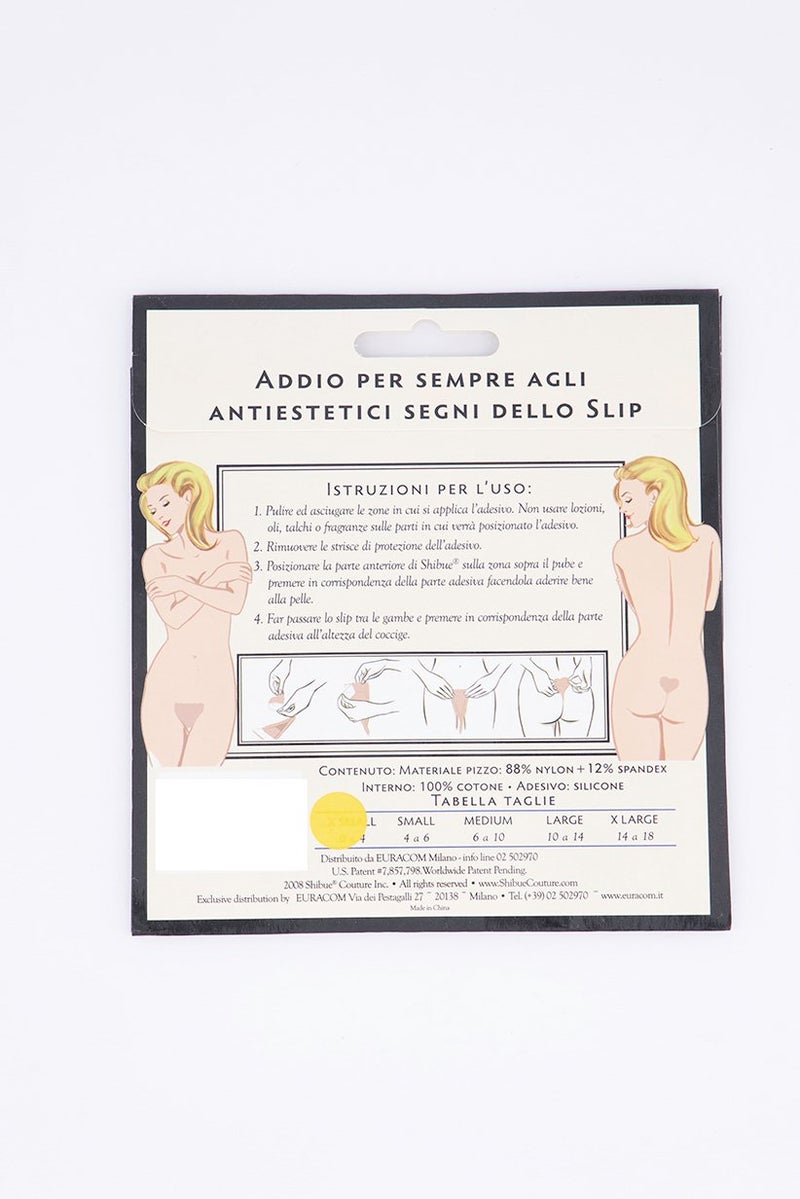 Addio per sempre agli
antiestetici segni dello Slip
Istruzioni per l'uso:
1. Pulire ed asciugare le zone in cui si applica l'adesivo. Non usare lozioni,
oli, talchi o fragranze sulle parti in cui verrà posizionato l'adesivo.
2. Rimuovere le strisce di protezione dell'adesivo.
3. Posizionare la parte anteriore di Shibue® sulla zona sopra il pube e
premere in corrispondenza della parte adesiva facendola aderire bene
alla pelle.
4. Far passare lo slip tra le gambe e premere in corrispondenza della parte
adesiva all'altezza del coccige.
Contenuto: Materiale pizzo: 88% nylon + 12% spandex
Interno: 100% cotone • Adesivo: silicone
Tabella taglie
X SMALL SMALL MEDIUM LARGE X LARGE
0 a 4 4 a 6 6 a 10 10 a 14 14 a 18
Distribuito da EURACOM Milano - info line 02 502970
U.S. Patent #7,857,798. Worldwide Patent Pending.
2008 Shibue® Couture Inc. • All rights reserved • www.ShibueCouture.com
Exclusive distribution by EURACOM Via dei Pestagalli 27 ~ 20138 ~ Milano • Tel. (+39) 02 502970 ~ www.euracom.it
Made in China